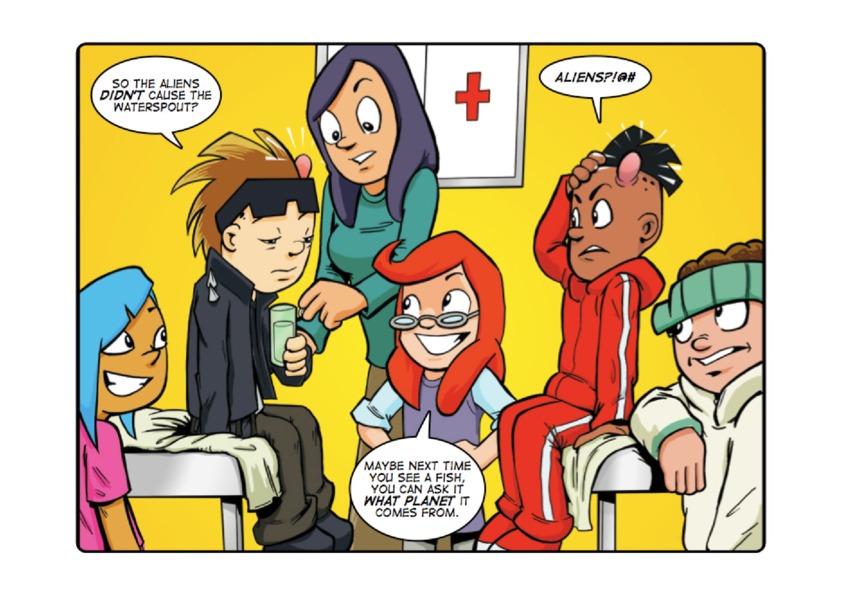 SO THE ALIENS
DIDN'T CAUSE THE
WATERSPOUT?
ALIENS?!@#
MAYBE NEXT TIME
YOU SEE A FISH,
YOU CAN ASK IT
WHAT PLANET IT
COMES FROM.